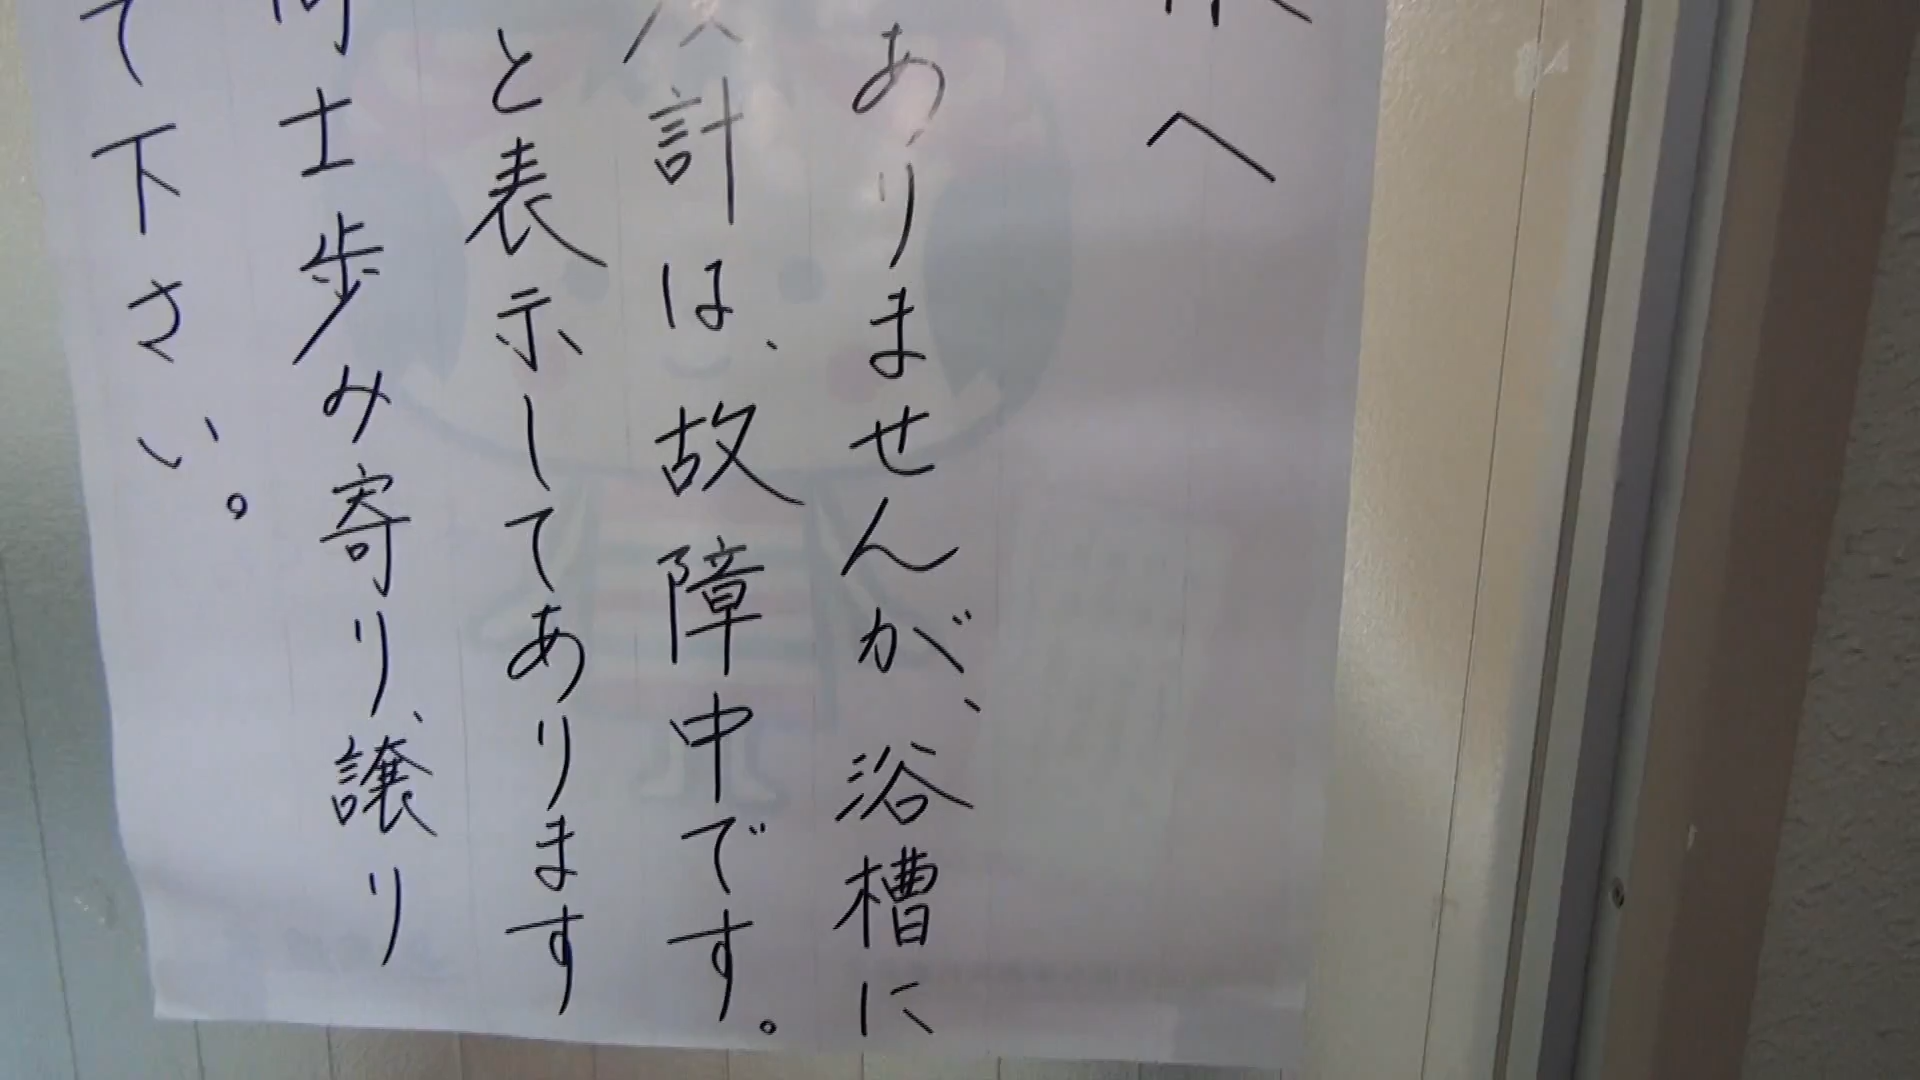 へ
ありませんが、浴槽に
計は、故障中です。
と表示してあります
士歩み寄り、譲り
て下さい。